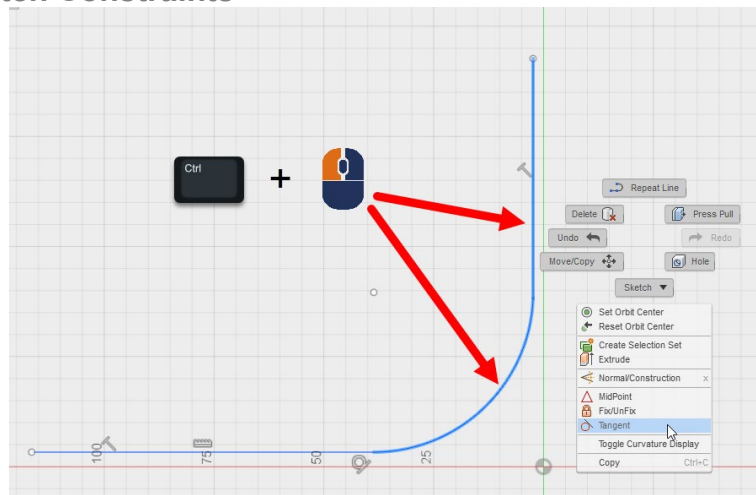 Constraints
Ctrl
+
Repeat Line
Delete
Press Pull
Undo
Redo
Move/Copy
Hole
Sketch
Set Orbit Center
Reset Orbit Center
Create Selection Set
Extrude
Normal/Construction x
MidPoint
Fix/UnFix
Tangent
Toggle Curvature Display
Copy Ctrl+C
100
75
50
25